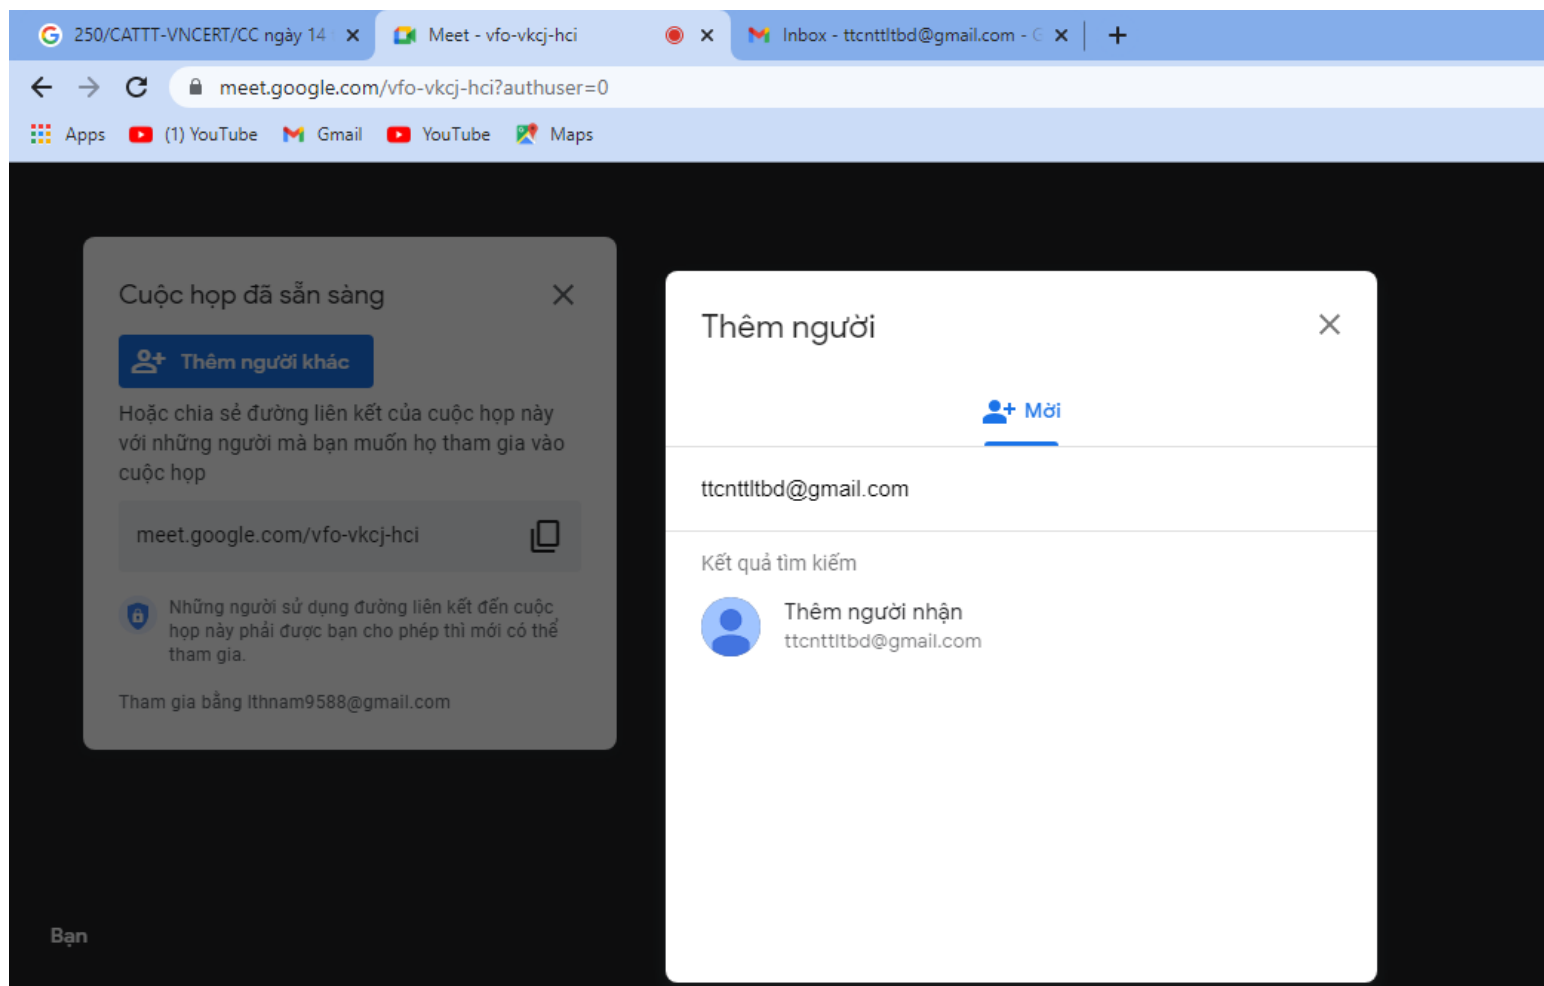 250/CATTT-VNCERT/CC ngày 14
Meet - vfo-vkcj-hci
Inbox - ttcnttltbd@gmail.com - G
meet.google.com/vfo-vkcj-hci?authuser=0
Apps
(1) YouTube
Gmail
YouTube
Maps
Cuộc họp đã sẵn sàng
Thêm người khác
Hoặc chia sẻ đường liên kết của cuộc họp này
với những người mà bạn muốn họ tham gia vào
cuộc họp
meet.google.com/vfo-vkcj-hci
Những người sử dụng đường liên kết đến cuộc
họp này phải được bạn cho phép thì mới có thể
tham gia.
Tham gia bằng lthnam9588@gmail.com
Bạn
Thêm người
Mời
ttcnttltbd@gmail.com
Kết quả tìm kiếm
Thêm người nhận
ttcnttltbd@gmail.com